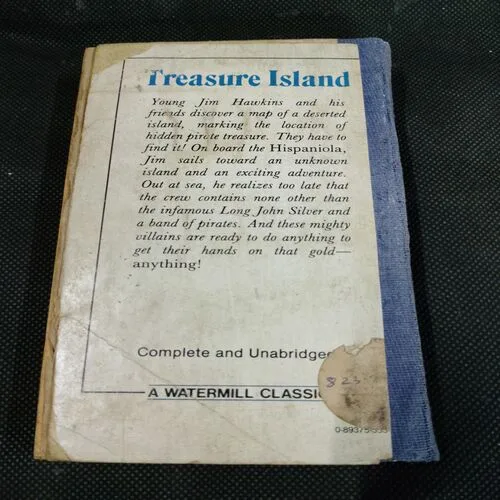 Treasure Island
Young Jim Hawkins and his
friends discover a map of a deserted
island, marking the location of
hidden pirate treasure. They have to
find it! On board the Hispaniola,
Jim sails toward an unknown
island and an exciting adventure.
Out at sea, he realizes too late that
the crew contains none other than
the infamous Long John Silver and
a band of pirates. And these mighty
villains are ready to do anything to
get their hands on that gold—
anything!
Complete and Unabridged
823
A WATERMILL CLASSIC
0-89375-